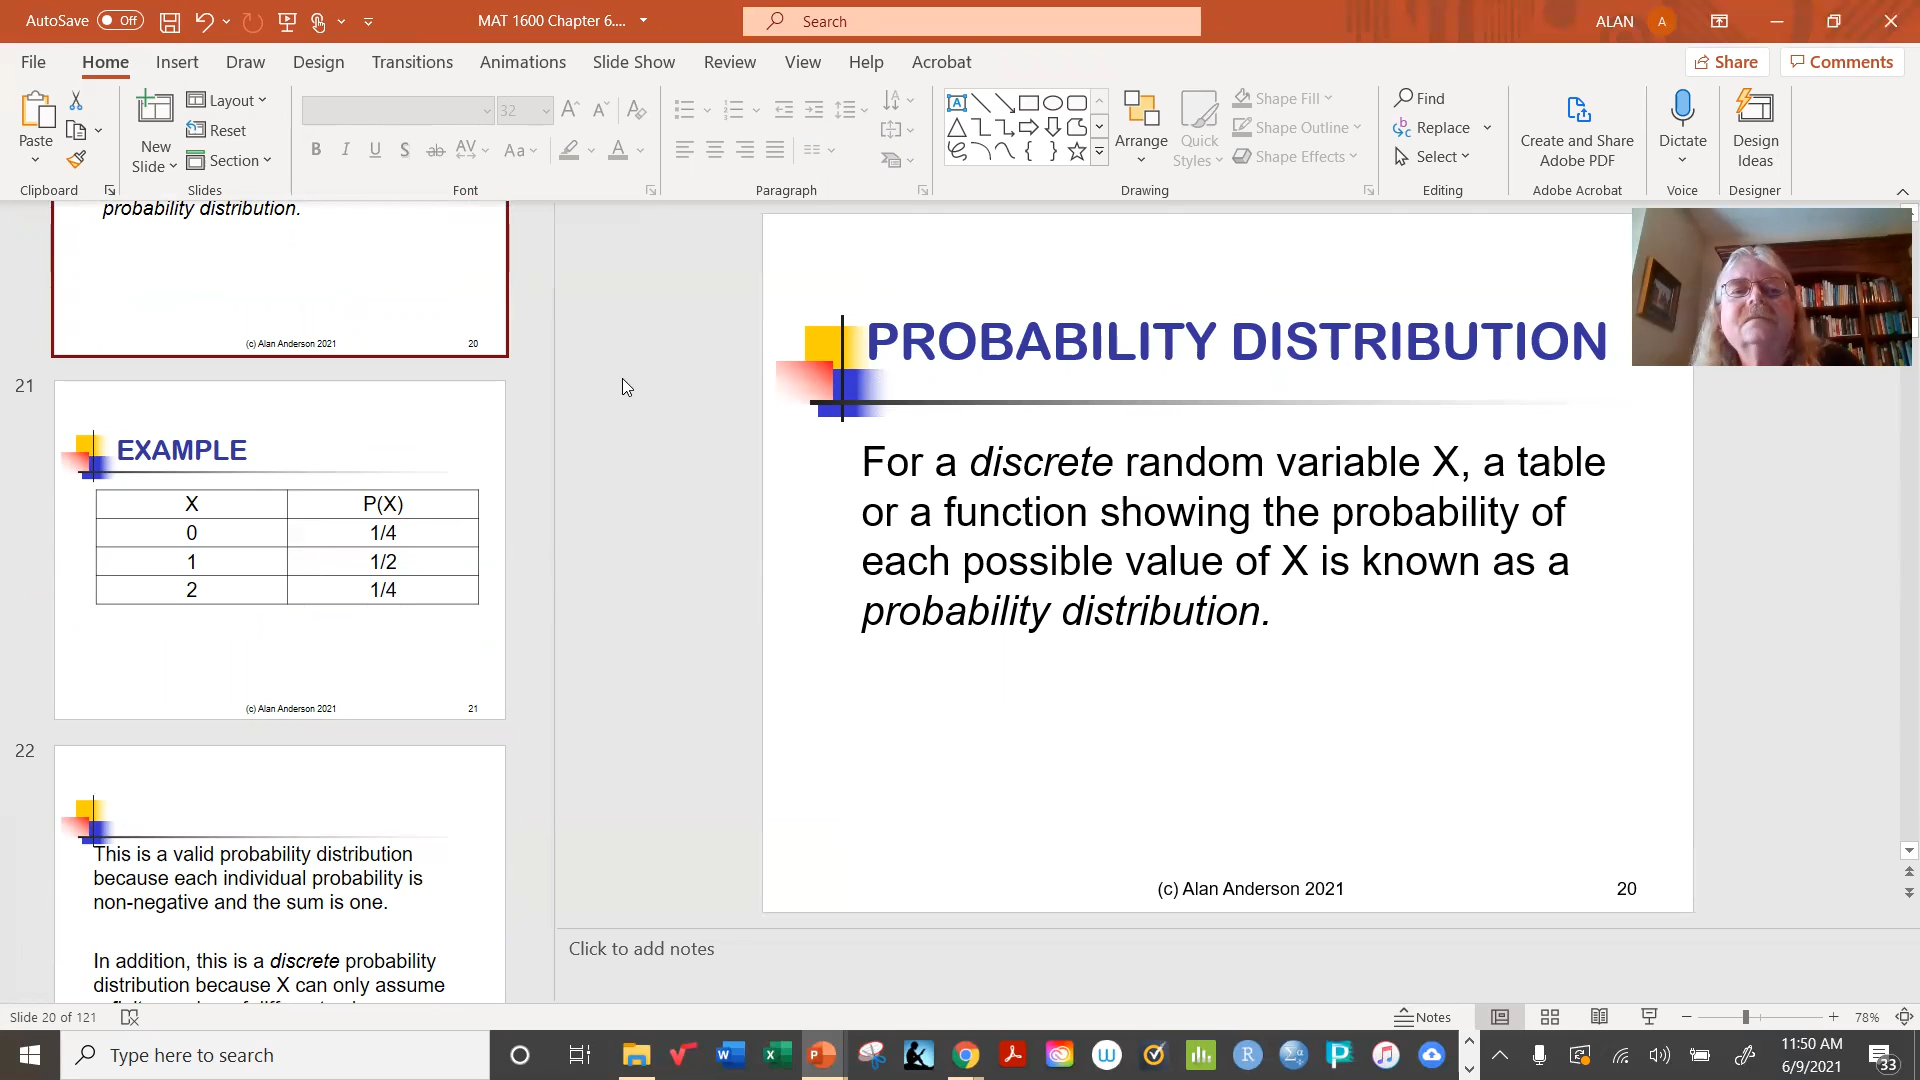 AutoSave Off MAT 1600 Chapter 6.... Search ALAN A
File Home Insert Draw Design Transitions Animations Slide Show Review View Help Acrobat Share Comments
Paste
New Slide
Layout
Reset
Section
32
B I U S ab AV Aa A
Arrange
Quick Styles
Shape Fill
Shape Outline
Shape Effects
Find
Replace
Select
Create and Share Adobe PDF
Dictate
Design Ideas
Clipboard Slides Font Paragraph Drawing Editing Adobe Acrobat Voice Designer
probability distribution.
(c) Alan Anderson 2021 20
21
EXAMPLE
X P(X)
0 1/4
1 1/2
2 1/4
(c) Alan Anderson 2021 21
22
This is a valid probability distribution
because each individual probability is
non-negative and the sum is one.
In addition, this is a discrete probability
distribution because X can only assume
PROBABILITY DISTRIBUTION
For a discrete random variable X, a table
or a function showing the probability of
each possible value of X is known as a
probability distribution.
(c) Alan Anderson 2021 20
Click to add notes
Slide 20 of 121 Notes 78%
Type here to search
11:50 AM
6/9/2021
33